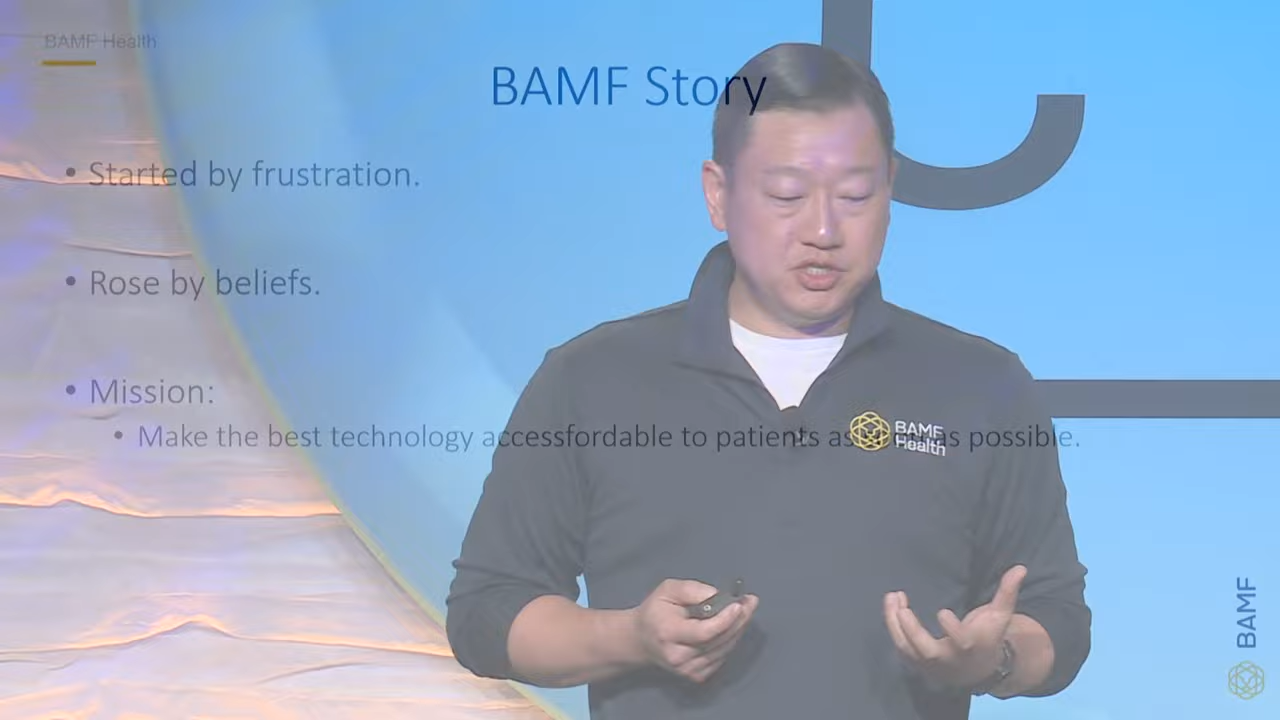 BAMF Health
BAMF Story
• Started by frustration.
• Rose by beliefs.
• Mission:
• Make the best technology accessfordable to patients as possible.
BAMF
Health
BAMF